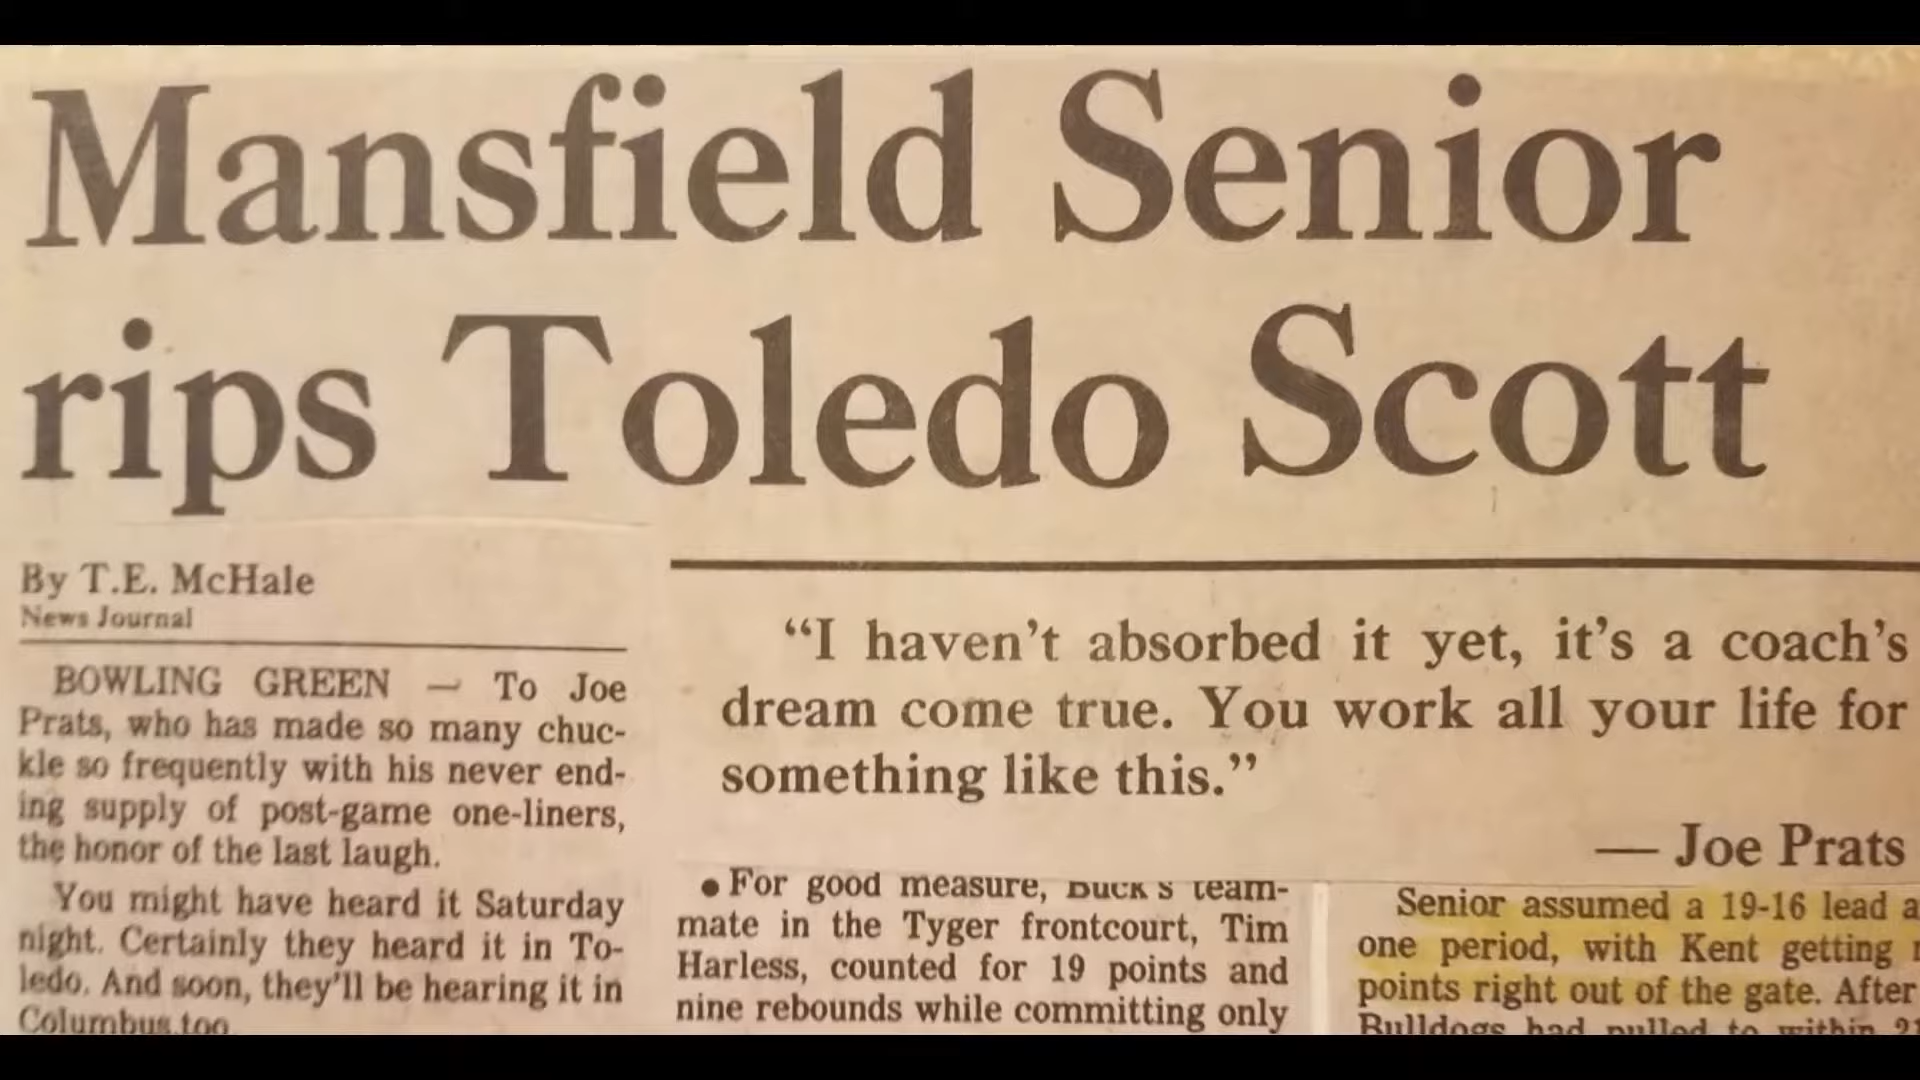 Mansfield Senior
rips Toledo Scott
By T.E. McHale
News Journal
BOWLING GREEN — To Joe
Prats, who has made so many chuc-
kle so frequently with his never end-
ing supply of post-game one-liners,
the honor of the last laugh.
You might have heard it Saturday
night. Certainly they heard it in To-
ledo. And soon, they'll be hearing it in
Columbus, too
“I haven’t absorbed it yet, it’s a coach’s
dream come true. You work all your life for
something like this.”
— Joe Prats
● For good measure, Buck's team-
mate in the Tyger frontcourt, Tim
Harless, counted for 19 points and
nine rebounds while committing only
Senior assumed a 19-16 lead
one period, with Kent getting
points right out of the gate. After
Bulldogs had pulled to within